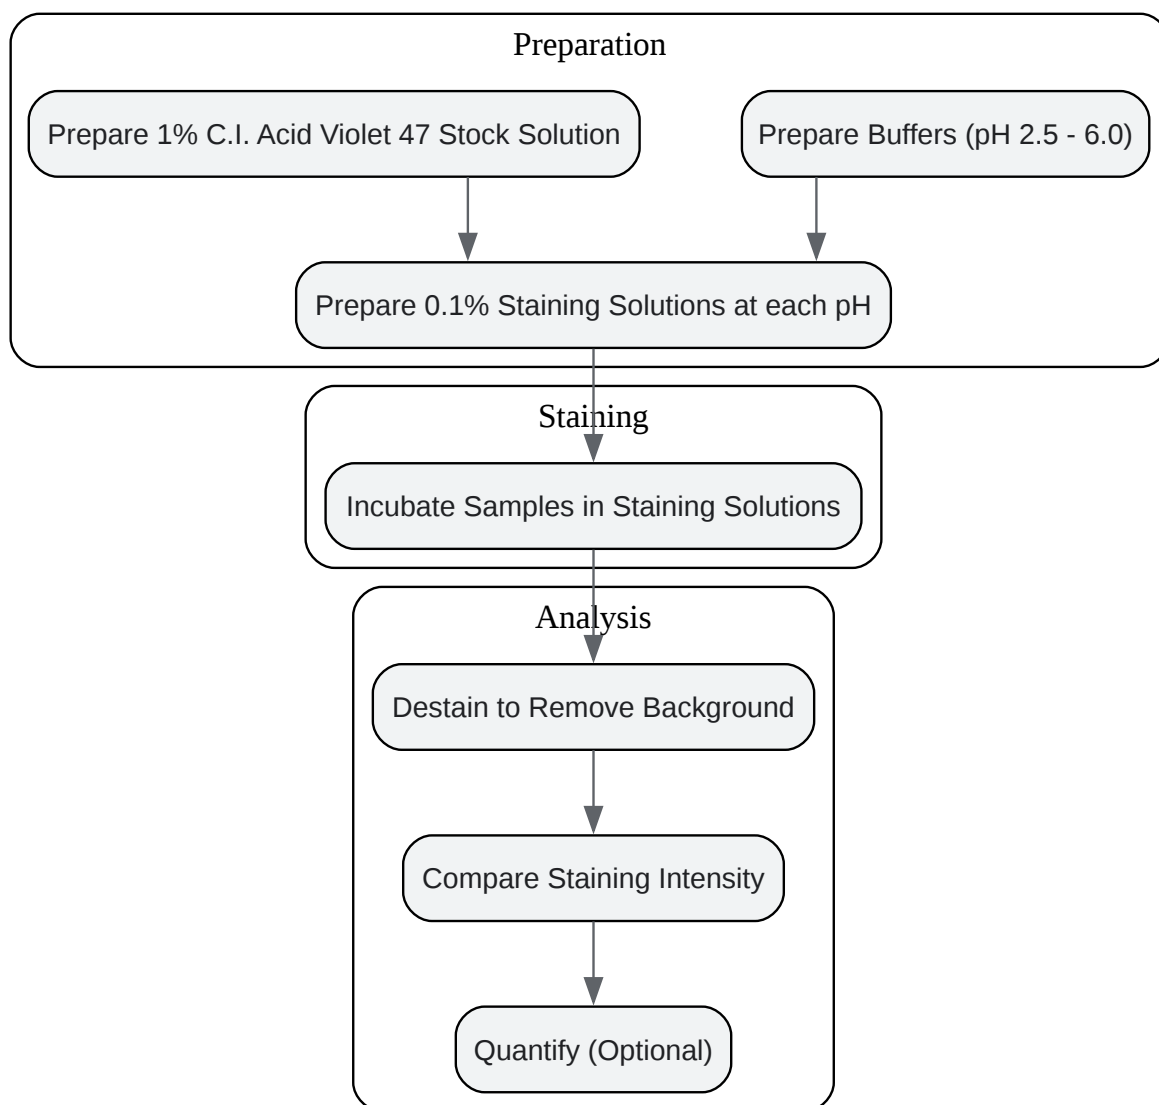 Preparation
Prepare 1% C.I. Acid Violet 47 Stock Solution
Prepare Buffers (pH 2.5 - 6.0)
Prepare 0.1% Staining Solutions at each pH
Staining
Incubate Samples in Staining Solutions
Analysis
Destain to Remove Background
Compare Staining Intensity
Quantify (Optional)